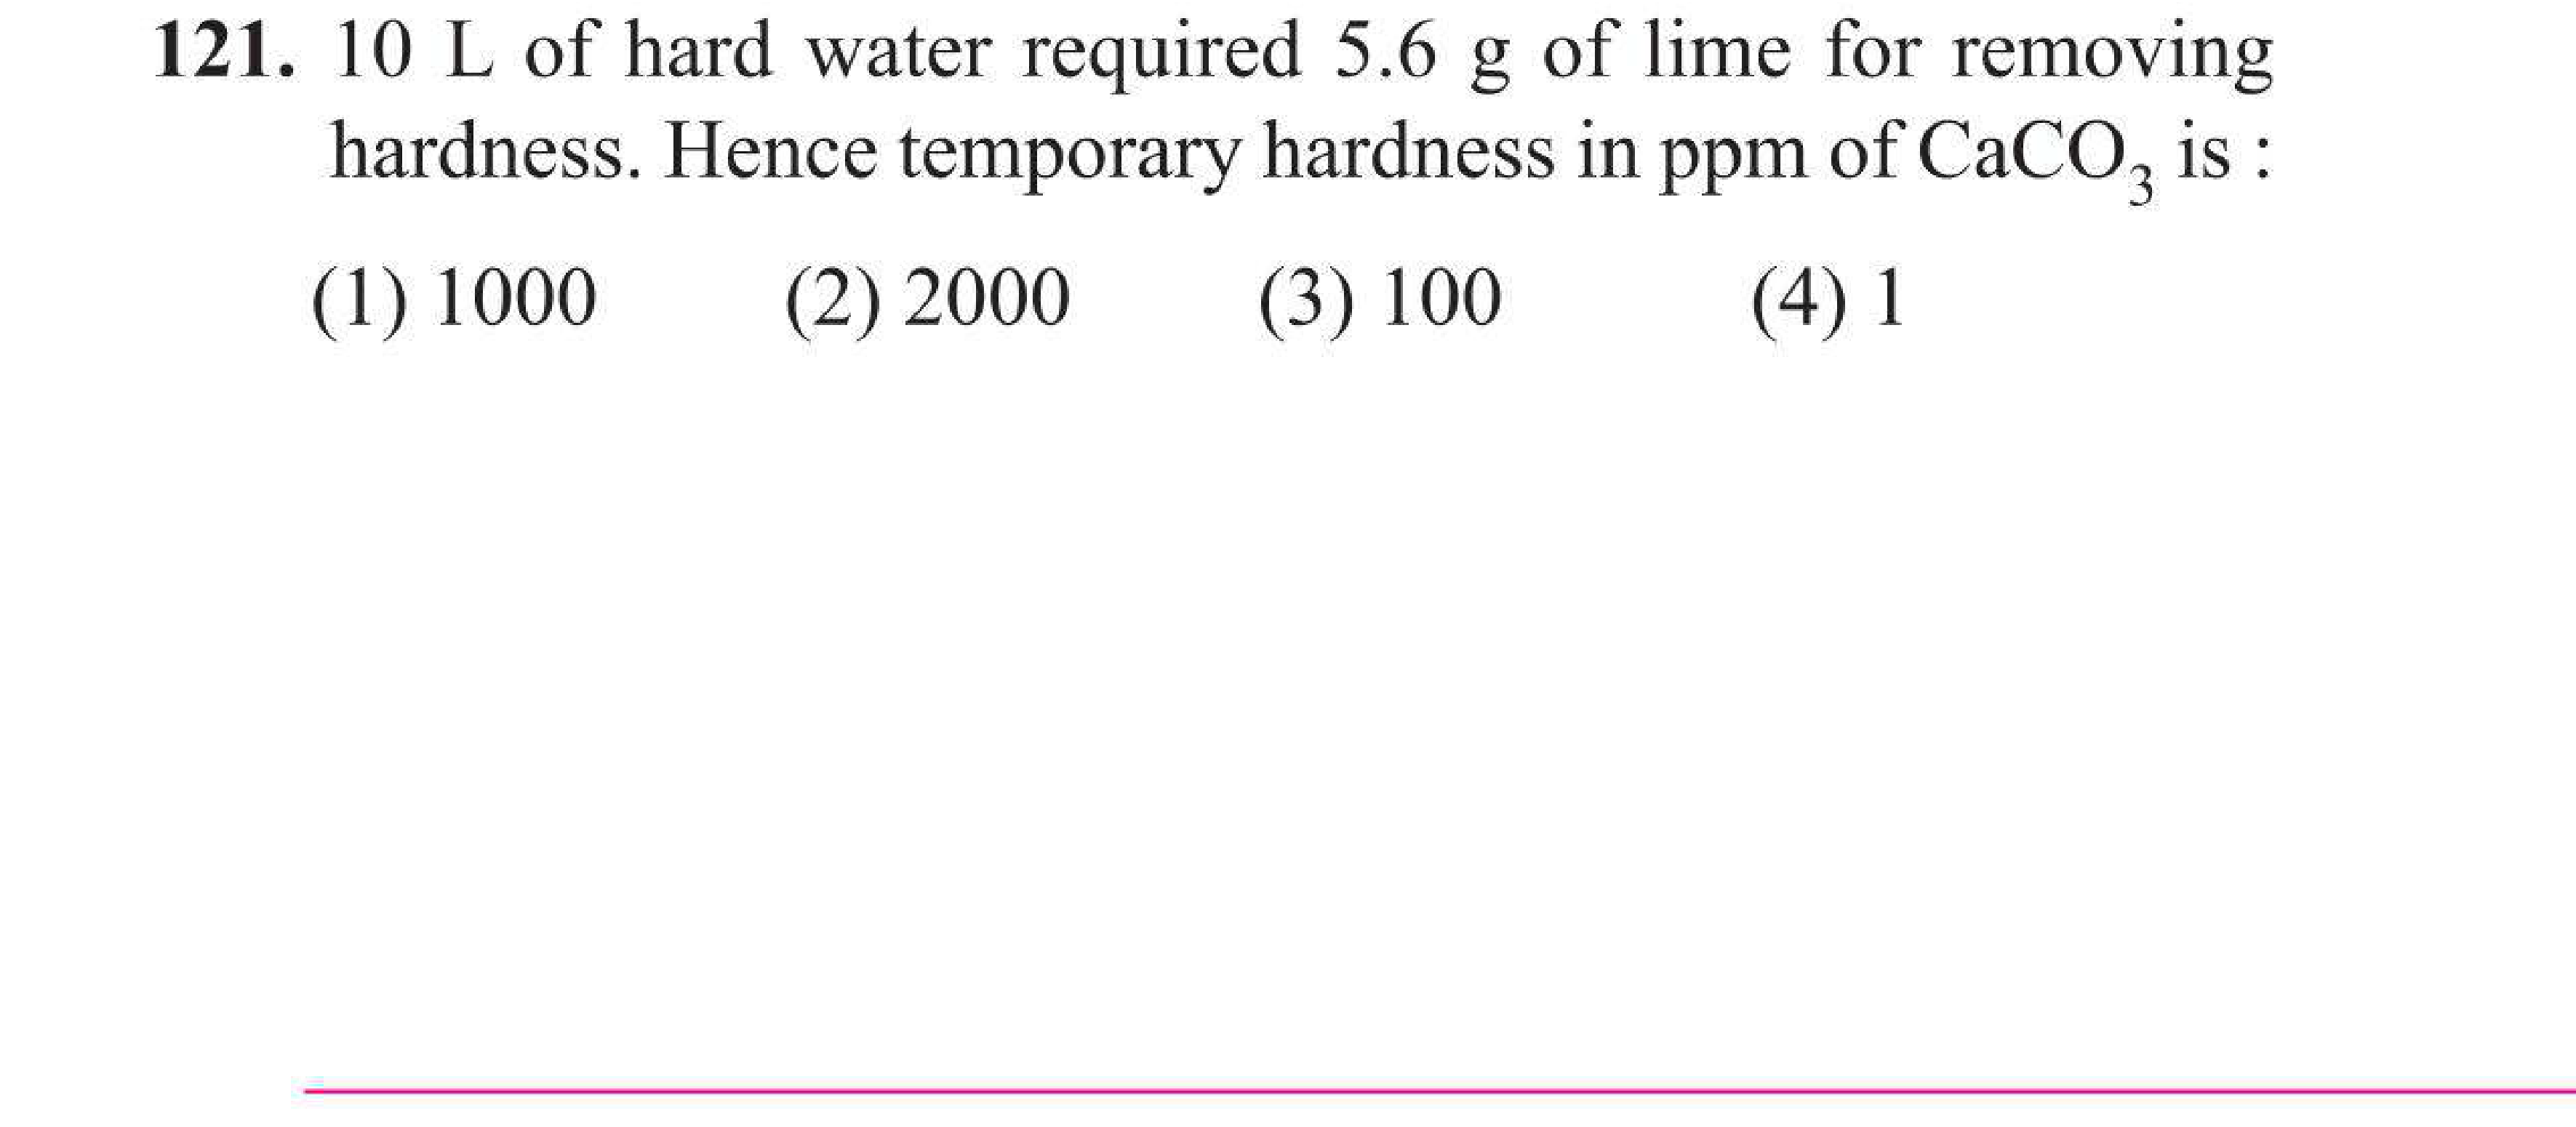 121. 10 L of hard water required 5.6 g of lime for removing
hardness. Hence temporary hardness in ppm of CaCO₃ is :
(1) 1000 (2) 2000 (3) 100 (4) 1